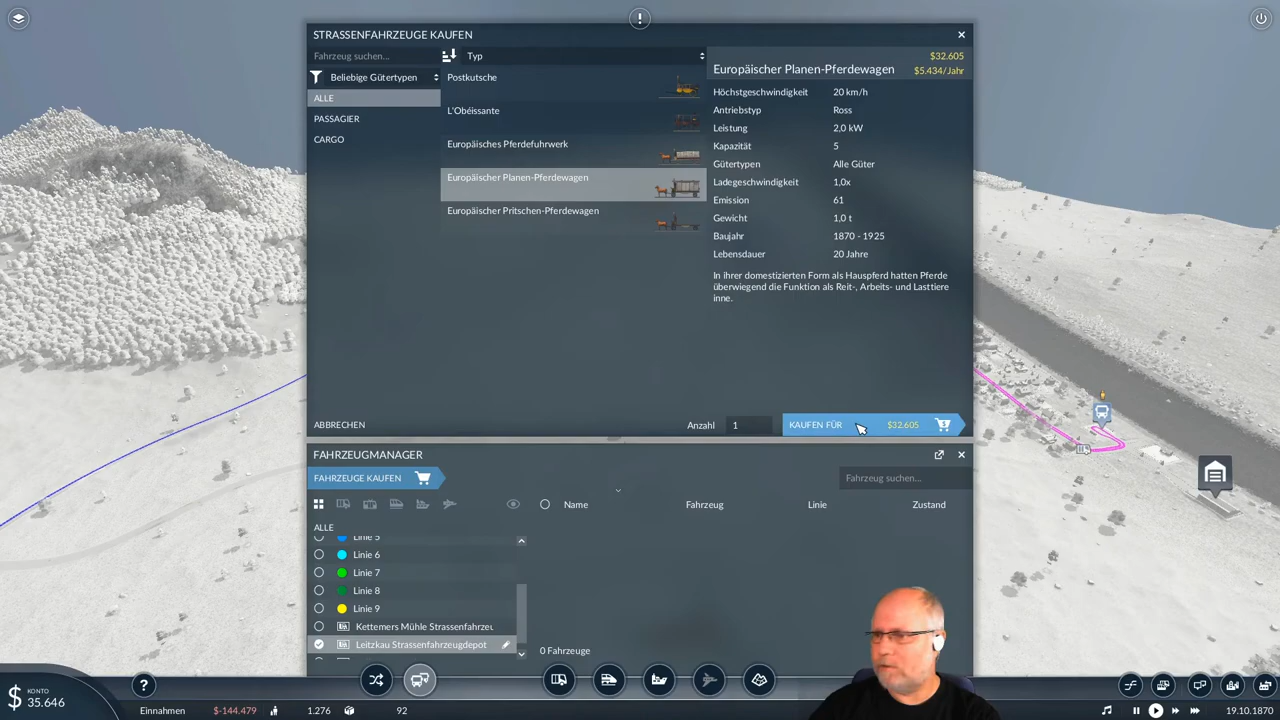 STRASSENFAHRZEUGE KAUFEN
Fahrzeug suchen...
Typ
$32.605
Europäischer Planen-Pferdewagen
$5.434/Jahr
Beliebige Gütertypen
ALLE
PASSAGIER
CARGO
Postkutsche
L'Obéissante
Europäisches Pferdefuhrwerk
Europäischer Planen-Pferdewagen
Europäischer Pritschen-Pferdewagen
Höchstgeschwindigkeit 20 km/h
Antriebstyp Ross
Leistung 2,0 kW
Kapazität 5
Gütertypen Alle Güter
Ladegeschwindigkeit 1,0x
Emission 61
Gewicht 1,0 t
Baujahr 1870 - 1925
Lebensdauer 20 Jahre
In ihrer domestizierten Form als Hauspferd hatten Pferde
überwiegend die Funktion als Reit-, Arbeits- und Lasttiere
inne.
ABBRECHEN
Anzahl 1
KAUFEN FÜR $32.605
FAHRZEUGMANAGER
FAHRZEUGE KAUFEN
Fahrzeug suchen...
Name Fahrzeug Linie Zustand
ALLE
Linie 5
Linie 6
Linie 7
Linie 8
Linie 9
Kettemers Mühle Strassenfahrzeu
Leitzkau Strassenfahrzeugdepot
0 Fahrzeuge
$ KONTO
35.646
?
Einnahmen $-144.479 1.276 92
19.10.1870